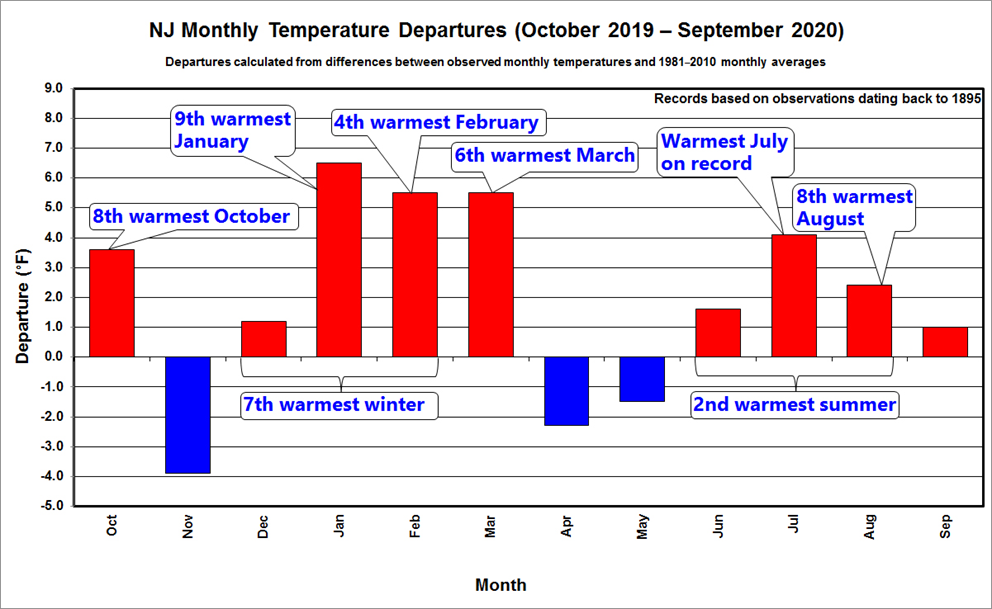 NJ Monthly Temperature Departures (October 2019 – September 2020)
Departures calculated from differences between observed monthly temperatures and 1981–2010 monthly averages
Records based on observations dating back to 1895
9.0
8.0
7.0
6.0
5.0
4.0
3.0
2.0
1.0
0.0
-1.0
-2.0
-3.0
-4.0
-5.0
Departure (°F)
8th warmest October
9th warmest
January
4th warmest February
6th warmest March
Warmest July
on record
8th warmest
August
7th warmest winter
2nd warmest summer
Oct
Nov
Dec
Jan
Feb
Mar
Apr
May
Jun
Jul
Aug
Sep
Month